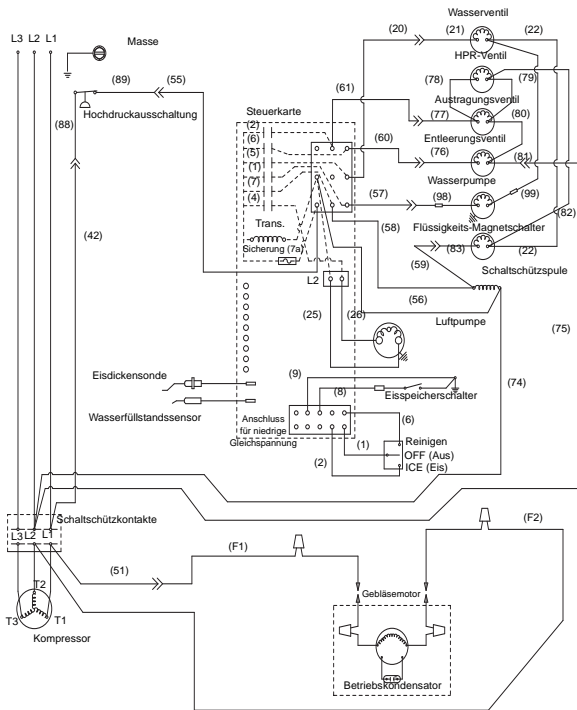 Wasserventil
(20)
(21)
(22)
L3 L2 L1
Masse
HPR-Ventil
(89)
(55)
(61)
(78)
(79)
Hochdruckausschaltung
Steuerkarte
Austragungsventil
(88)
(2)
(77)
(80)
(6)
(60)
Entleerungsventil
(5)
(76)
(81)
(1)
Wasserpumpe
(7)
(57)
(98)
(99)
(4)
(82)
(42)
Trans.
(58)
Flüssigkeits-Magnetschalter
Sicherung (7a)
(83)
(22)
(59)
Schaltschützspule
L2
(56)
(25)
(26)
Luftpumpe
(75)
Eisdickensonde
(9)
(74)
(8)
Eisspeicherschalter
Wasserfüllstandssensor
Anschluss
für niedrige
Gleichspannung
(6)
(1)
Reinigen
OFF (Aus)
(2)
ICE (Eis)
Schaltschützkontakte
L3 L2 L1
(F1)
(F2)
(51)
T2
T3
T1
Gebläsemotor
Kompressor
Betriebskondensator